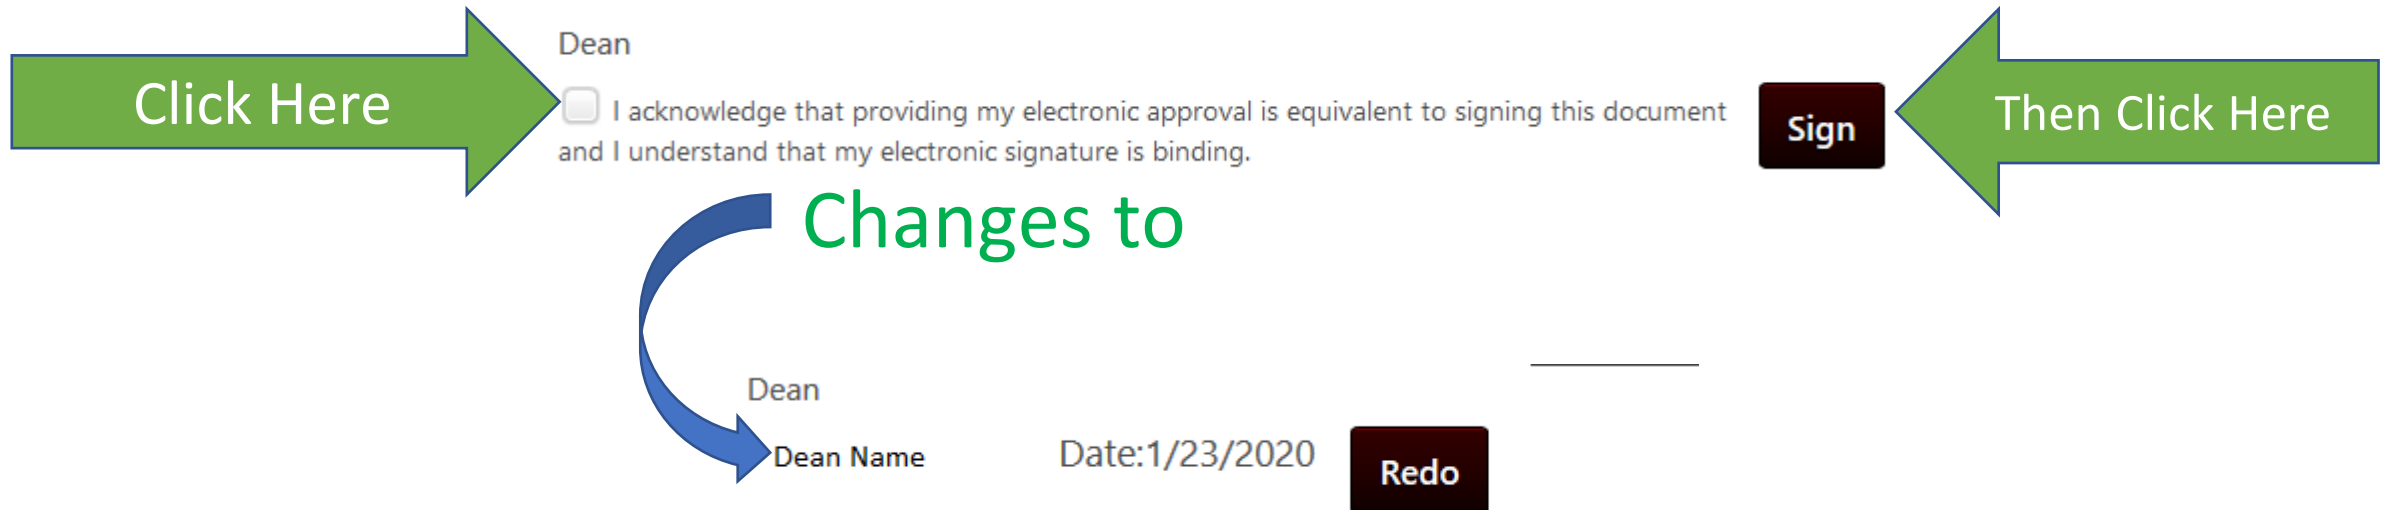 Dean
Click Here
I acknowledge that providing my electronic approval is equivalent to signing this document
and I understand that my electronic signature is binding.
Sign
Then Click Here
Changes to
Dean
Dean Name
Date:1/23/2020
Redo